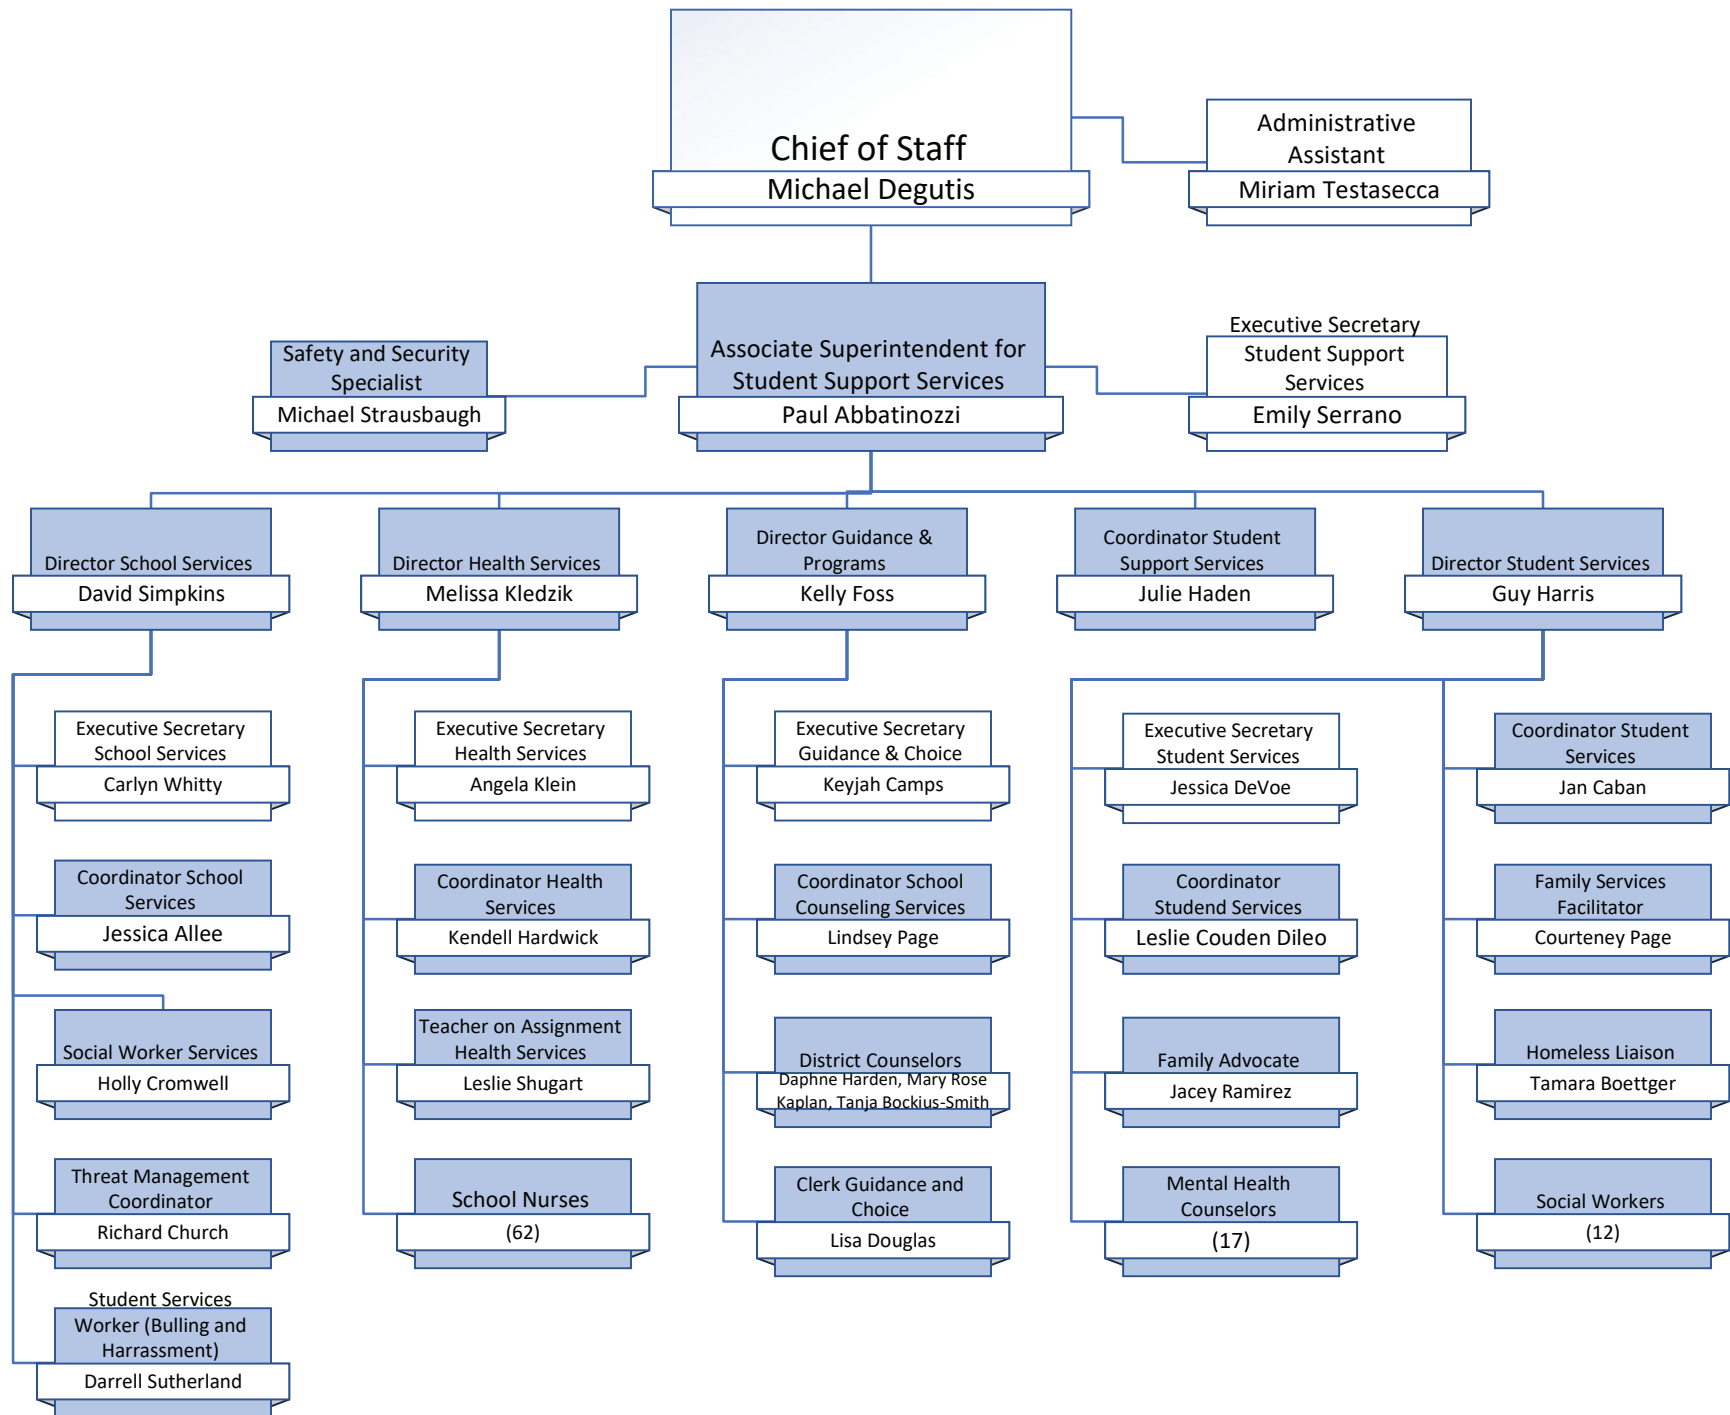 Chief of Staff
Michael Degutis
Administrative
Assistant
Miriam Testasecca
Safety and Security
Specialist
Michael Strausbaugh
Associate Superintendent for
Student Support Services
Paul Abbatinozzi
Executive Secretary
Student Support
Services
Emily Serrano
Director School Services
David Simpkins
Director Health Services
Melissa Kledzik
Director Guidance &
Programs
Kelly Foss
Coordinator Student
Support Services
Julie Haden
Director Student Services
Guy Harris
Executive Secretary
School Services
Carlyn Whitty
Executive Secretary
Health Services
Angela Klein
Executive Secretary
Guidance & Choice
Keyjah Camps
Executive Secretary
Student Services
Jessica DeVoe
Coordinator Student
Services
Jan Caban
Coordinator School
Services
Jessica Allee
Coordinator Health
Services
Kendell Hardwick
Coordinator School
Counseling Services
Lindsey Page
Coordinator
Studend Services
Leslie Couden Dileo
Family Services
Facilitator
Courteney Page
Social Worker Services
Holly Cromwell
Teacher on Assignment
Health Services
Leslie Shugart
District Counselors
Daphne Harden, Mary Rose
Kaplan, Tanja Bockius-Smith
Family Advocate
Jacey Ramirez
Homeless Liaison
Tamara Boettger
Threat Management
Coordinator
Richard Church
School Nurses
(62)
Clerk Guidance and
Choice
Lisa Douglas
Mental Health
Counselors
(17)
Social Workers
(12)
Student Services
Worker (Bulling and
Harrassment)
Darrell Sutherland